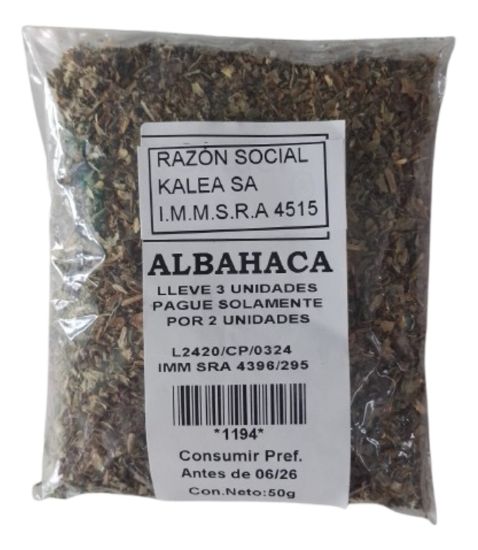 RAZÓN SOCIAL
KALEA SA
I.M.M.S.R.A 4515
ALBAHACA
LLEVE 3 UNIDADES
PAGUE SOLAMENTE
POR 2 UNIDADES
L2420/CP/0324
IMM SRA 4396/295
*1194*
Consumir Pref.
Antes de 06/26
Con.Neto:50g